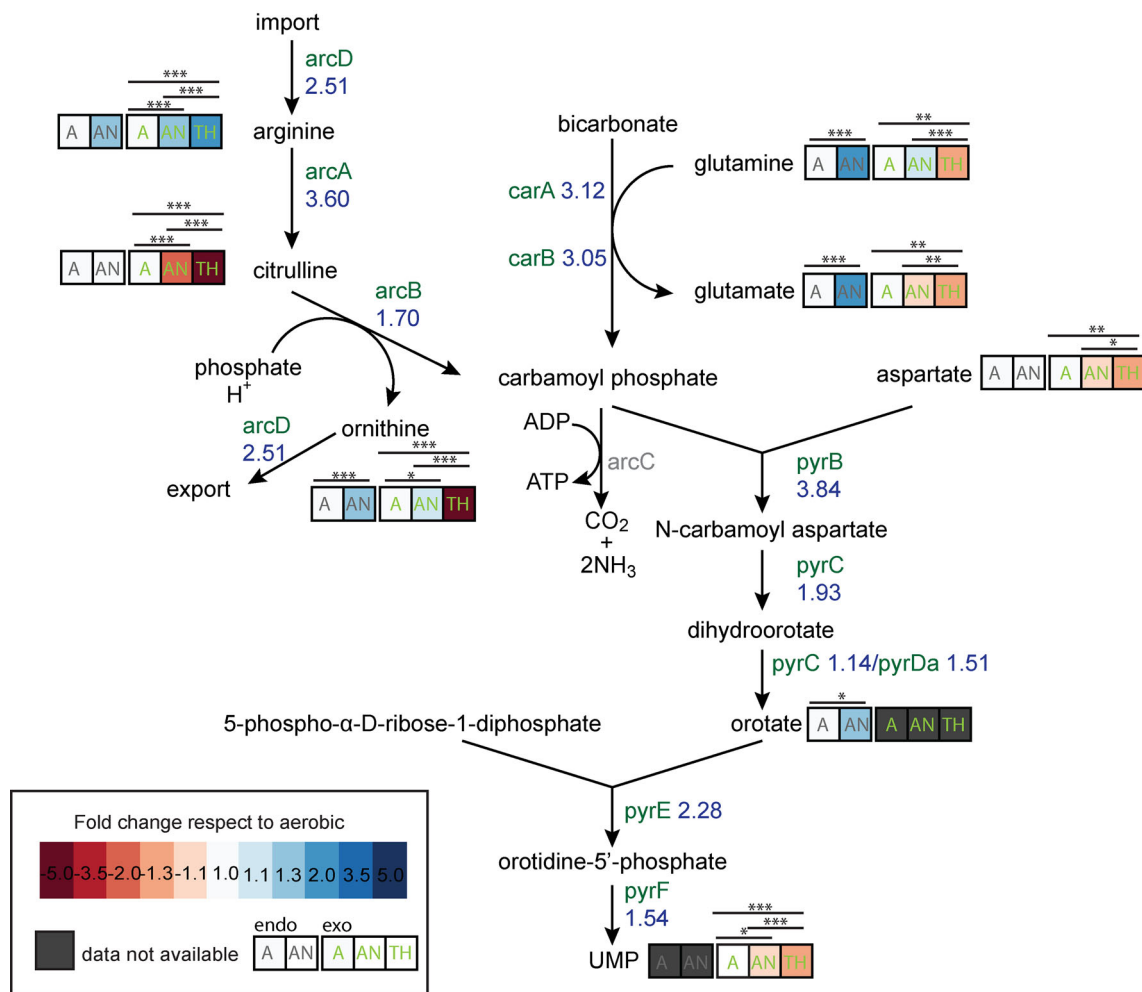 import
arcD
2.51
***
***
***
A AN A AN TH
arginine
arcA
3.60
***
***
***
A AN A AN TH
citrulline
arcB
1.70
phosphate
H+
arcD
2.51
ornithine
export
***
***
*** *
A AN A AN TH
bicarbonate
carA 3.12
carB 3.05
glutamine
**
*** ***
A AN A AN TH
glutamate
**
*** **
A AN A AN TH
carbamoyl phosphate
aspartate
**
*
A AN A AN TH
ADP
ATP
arcC
CO2
+
2NH3
pyrB
3.84
N-carbamoyl aspartate
pyrC
1.93
dihydroorotate
pyrC 1.14/pyrDa 1.51
5-phospho-α-D-ribose-1-diphosphate
orotate
*
A AN A AN TH
pyrE 2.28
orotidine-5'-phosphate
pyrF
1.54
UMP
***
***
*
A AN A AN TH
Fold change respect to aerobic
-5.0 -3.5 -2.0 -1.3 -1.1 1.0 1.1 1.3 2.0 3.5 5.0
data not available
endo exo
A AN A AN TH